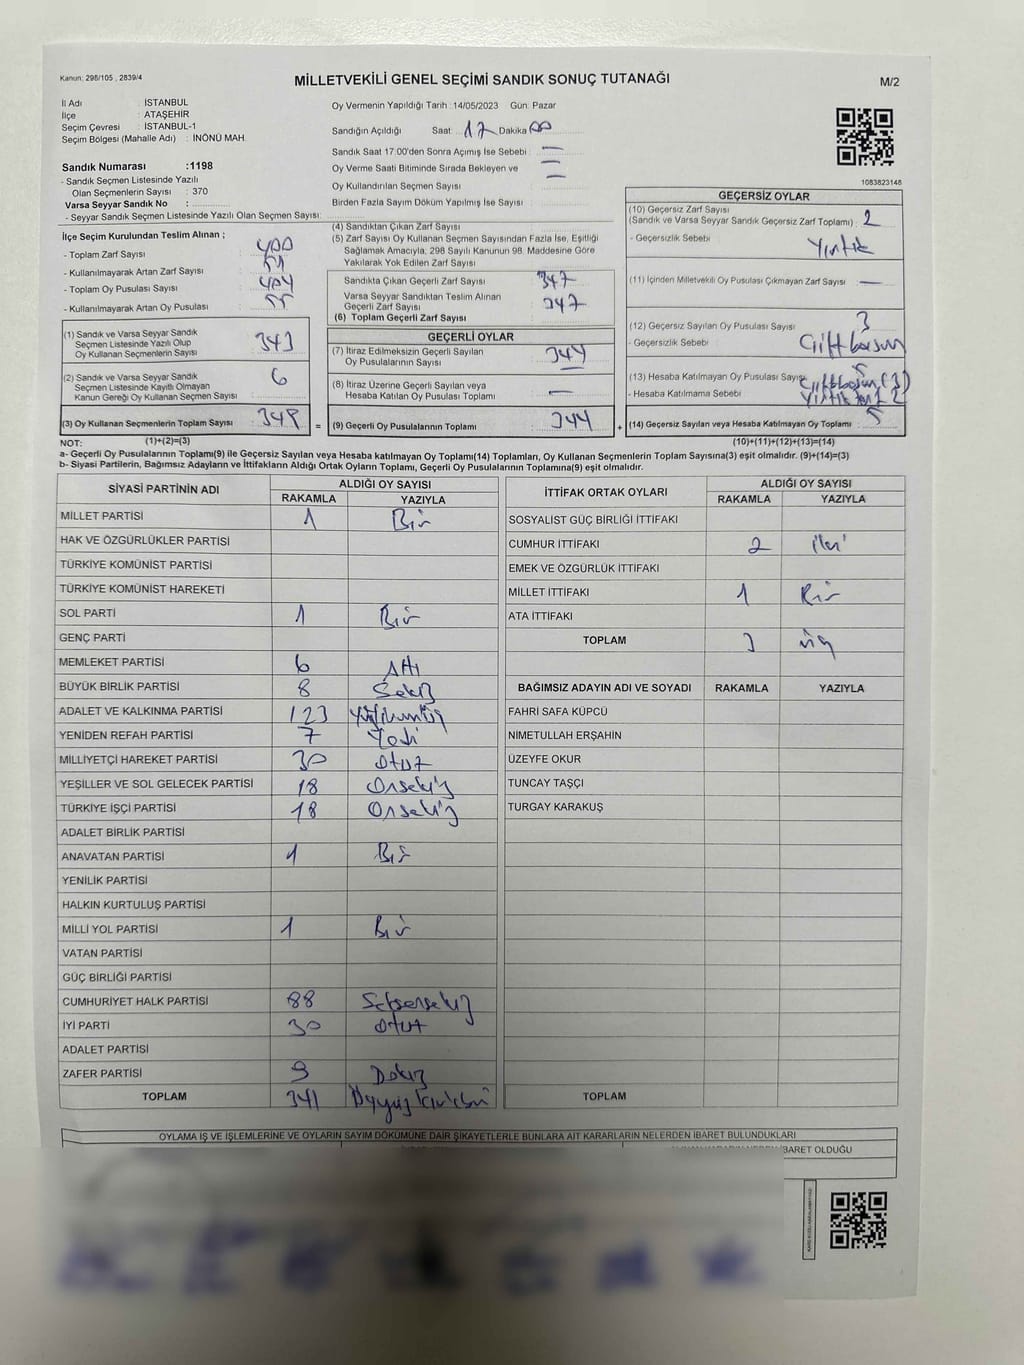 Kanun: 298/105 , 2839/4
MİLLETVEKİLİ GENEL SEÇİMİ SANDIK SONUÇ TUTANAĞI
M/2
İl Adı : İSTANBUL
İlçe : ATAŞEHİR
Seçim Çevresi : İSTANBUL-1
Seçim Bölgesi (Mahalle Adı) : İNÖNÜ MAH.
Sandık Numarası :1198
- Sandık Seçmen Listesinde Yazılı
Olan Seçmenlerin Sayısı : 370
Varsa Seyyar Sandık No :
- Seyyar Sandık Seçmen Listesinde Yazılı Olan Seçmen Sayısı:
Oy Vermenin Yapıldığı Tarih : 14/05/2023 Gün: Pazar
Sandığın Açıldığı Saat 17 Dakika 00
Sandık Saat 17:00'den Sonra Açımış İse Sebebi : —
Oy Verme Saati Bitiminde Sırada Bekleyen ve —
Oy Kullandırılan Seçmen Sayısı : —
Birden Fazla Sayım Döküm Yapılmış İse Sayısı :
1083823148
İlçe Seçim Kurulundan Teslim Alınan ;
- Toplam Zarf Sayısı : 400
- Kullanılmayarak Artan Zarf Sayısı :
- Toplam Oy Pusulası Sayısı : 404
- Kullanılmayarak Artan Oy Pusulası : 55
(1) Sandık ve Varsa Seyyar Sandık
Seçmen Listesinde Yazılı Olup
Oy Kullanan Seçmenlerin Sayısı : 343
(2) Sandık ve Varsa Seyyar Sandık
Seçmen Listesinde Kayıtlı Olmayan
Kanun Gereği Oy Kullanan Seçmen Sayısı : 6
(3) Oy Kullanan Seçmenlerin Toplam Sayısı : 349 =
(4) Sandıktan Çıkan Zarf Sayısı :
(5) Zarf Sayısı Oy Kullanan Seçmen Sayısından Fazla İse, Eşitliği
Sağlamak Amacıyla, 298 Sayılı Kanunun 98. Maddesine Göre
Yakılarak Yok Edilen Zarf Sayısı
Sandıkta Çıkan Geçerli Zarf Sayısı : 347
Varsa Seyyar Sandıktan Teslim Alınan
Geçerli Zarf Sayısı
(6) Toplam Geçerli Zarf Sayısı : 347
GEÇERLİ OYLAR
(7) İtiraz Edilmeksizin Geçerli Sayılan
Oy Pusulalarının Sayısı : 344
(8) İtiraz Üzerine Geçerli Sayılan veya
Hesaba Katılan Oy Pusulası Toplamı : —
(9) Geçerli Oy Pusulalarının Toplamı : 344 +
GEÇERSİZ OYLAR
(10) Geçersiz Zarf Sayısı
(Sandık ve Varsa Seyyar Sandık Geçersiz Zarf Toplamı) : 2
- Geçersizlik Sebebi : Yırtık
(11) İçinden Milletvekili Oy Pusulası Çıkmayan Zarf Sayısı : —
(12) Geçersiz Sayılan Oy Pusulası Sayısı : 3
- Geçersizlik Sebebi : Çift basım
(13) Hesaba Katılmayan Oy Pusulası Sayısı : 5
- Hesaba Katılmama Sebebi : Çift basım (3)
(14) Geçersiz Sayılan veya Hesaba Katılmayan Oy Toplamı : 5
NOT: (1)+(2)=(3) (10)+(11)+(12)+(13)=(14)
a- Geçerli Oy Pusulalarının Toplamı(9) ile Geçersiz Sayılan veya Hesaba katılmayan Oy Toplamı(14) Toplamları, Oy Kullanan Seçmenlerin Toplam Sayısına(3) eşit olmalıdır. (9)+(14)=(3)
b- Siyasi Partilerin, Bağımsız Adayların ve İttifakların Aldığı Ortak Oyların Toplamı, Geçerli Oy Pusulalarının Toplamına(9) eşit olmalıdır.
SİYASİ PARTİNİN ADI ALDIĞI OY SAYISI
RAKAMLA YAZIYLA
MİLLET PARTİSİ 1 Bir
HAK VE ÖZGÜRLÜKLER PARTİSİ
TÜRKİYE KOMÜNİST PARTİSİ
TÜRKİYE KOMÜNİST HAREKETİ
SOL PARTİ 1 Bir
GENÇ PARTİ
MEMLEKET PARTİSİ 6 Altı
BÜYÜK BİRLİK PARTİSİ 8 Sekiz
ADALET VE KALKINMA PARTİSİ 123 Yüzyirmiüç
YENİDEN REFAH PARTİSİ 7 Yedi
MİLLİYETÇİ HAREKET PARTİSİ 30 Otuz
YEŞİLLER VE SOL GELECEK PARTİSİ 18 Onsekiz
TÜRKİYE İŞÇİ PARTİSİ 18 Onsekiz
ADALET BİRLİK PARTİSİ
ANAVATAN PARTİSİ 1 Bir
YENİLİK PARTİSİ
HALKIN KURTULUŞ PARTİSİ
MİLLİ YOL PARTİSİ 1 Bir
VATAN PARTİSİ
GÜÇ BİRLİĞİ PARTİSİ
CUMHURİYET HALK PARTİSİ 88 Seksensekiz
İYİ PARTİ 30 Otuz
ADALET PARTİSİ
ZAFER PARTİSİ 9 Dokuz
TOPLAM 341
İTTİFAK ORTAK OYLARI ALDIĞI OY SAYISI
RAKAMLA YAZIYLA
SOSYALİST GÜÇ BİRLİĞİ İTTİFAKI
CUMHUR İTTİFAKI 2 iki
EMEK VE ÖZGÜRLÜK İTTİFAKI
MİLLET İTTİFAKI 1 Bir
ATA İTTİFAKI
TOPLAM 3 üç
BAĞIMSIZ ADAYIN ADI VE SOYADI RAKAMLA YAZIYLA
FAHRİ SAFA KÜPCÜ
NİMETULLAH ERŞAHİN
ÜZEYFE OKUR
TUNCAY TAŞÇI
TURGAY KARAKUŞ
TOPLAM
OYLAMA İŞ VE İŞLEMLERİNE VE OYLARIN SAYIM DÖKÜMÜNE DAİR ŞİKAYETLERLE BUNLARA AİT KARARLARIN NELERDEN İBARET BULUNDUKLARI
BARET OLDUĞU